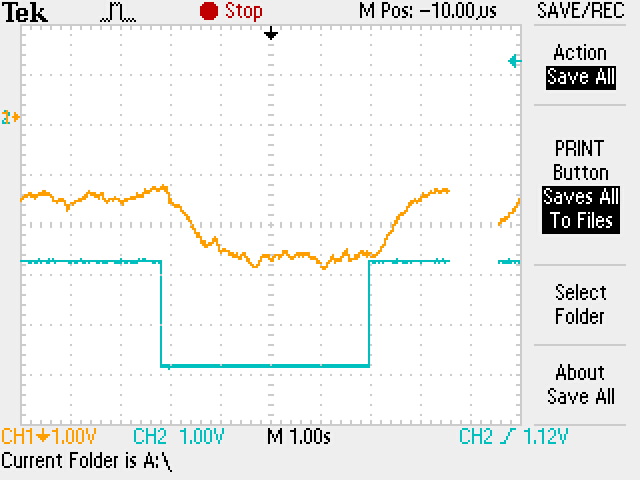 Tek Stop M Pos: -10.00µs SAVE/REC
Action
Save All
2
PRINT
Button
Saves All
To Files
Select
Folder
About
Save All
CH1 1.00V CH2 1.00V M 1.00s CH2 1.12V
Current Folder is A:\